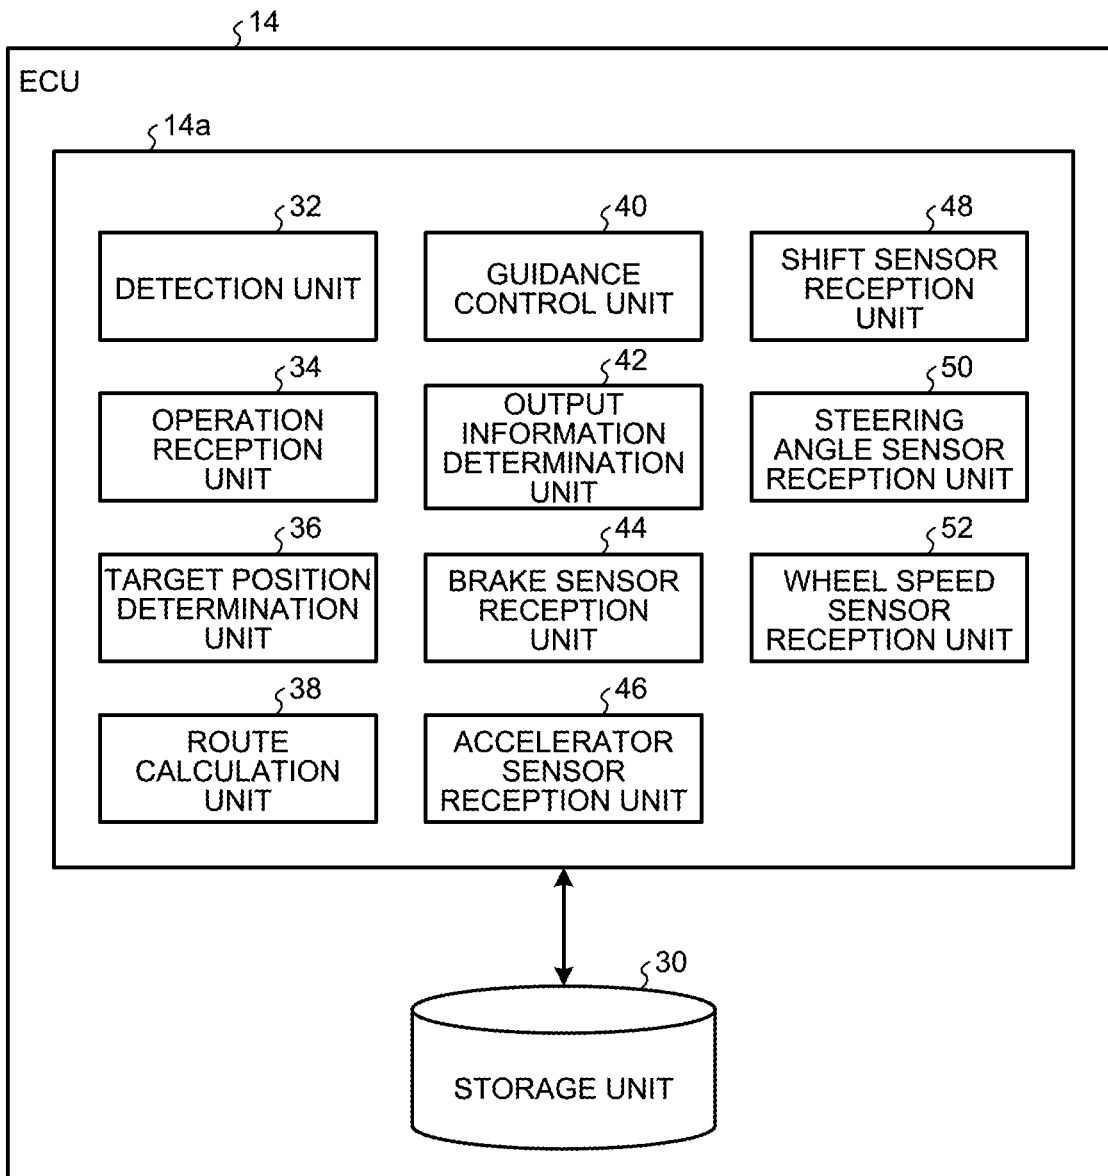 14
ECU
14a
32
DETECTION UNIT
40
GUIDANCE
CONTROL UNIT
48
SHIFT SENSOR
RECEPTION
UNIT
34
OPERATION
RECEPTION
UNIT
42
OUTPUT
INFORMATION
DETERMINATION
UNIT
50
STEERING
ANGLE SENSOR
RECEPTION UNIT
36
TARGET POSITION
DETERMINATION
UNIT
44
BRAKE SENSOR
RECEPTION
UNIT
52
WHEEL SPEED
SENSOR
RECEPTION UNIT
38
ROUTE
CALCULATION
UNIT
46
ACCELERATOR
SENSOR
RECEPTION UNIT
30
STORAGE UNIT